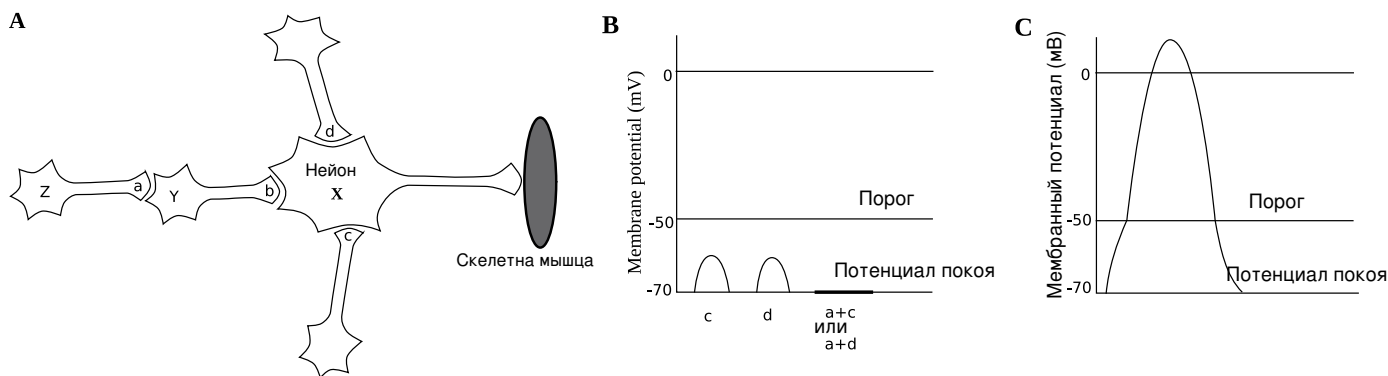 A
d
Нейон
X
Z
a
Y
b
c
Скелетна мышца
B
Membrane potential (mV)
0
-50
-70
Порог
Потенциал покоя
c
d
a+c
или
a+d
C
Мембранный потенциал (мВ)
0
-50
-70
Порог
Потенциал покоя